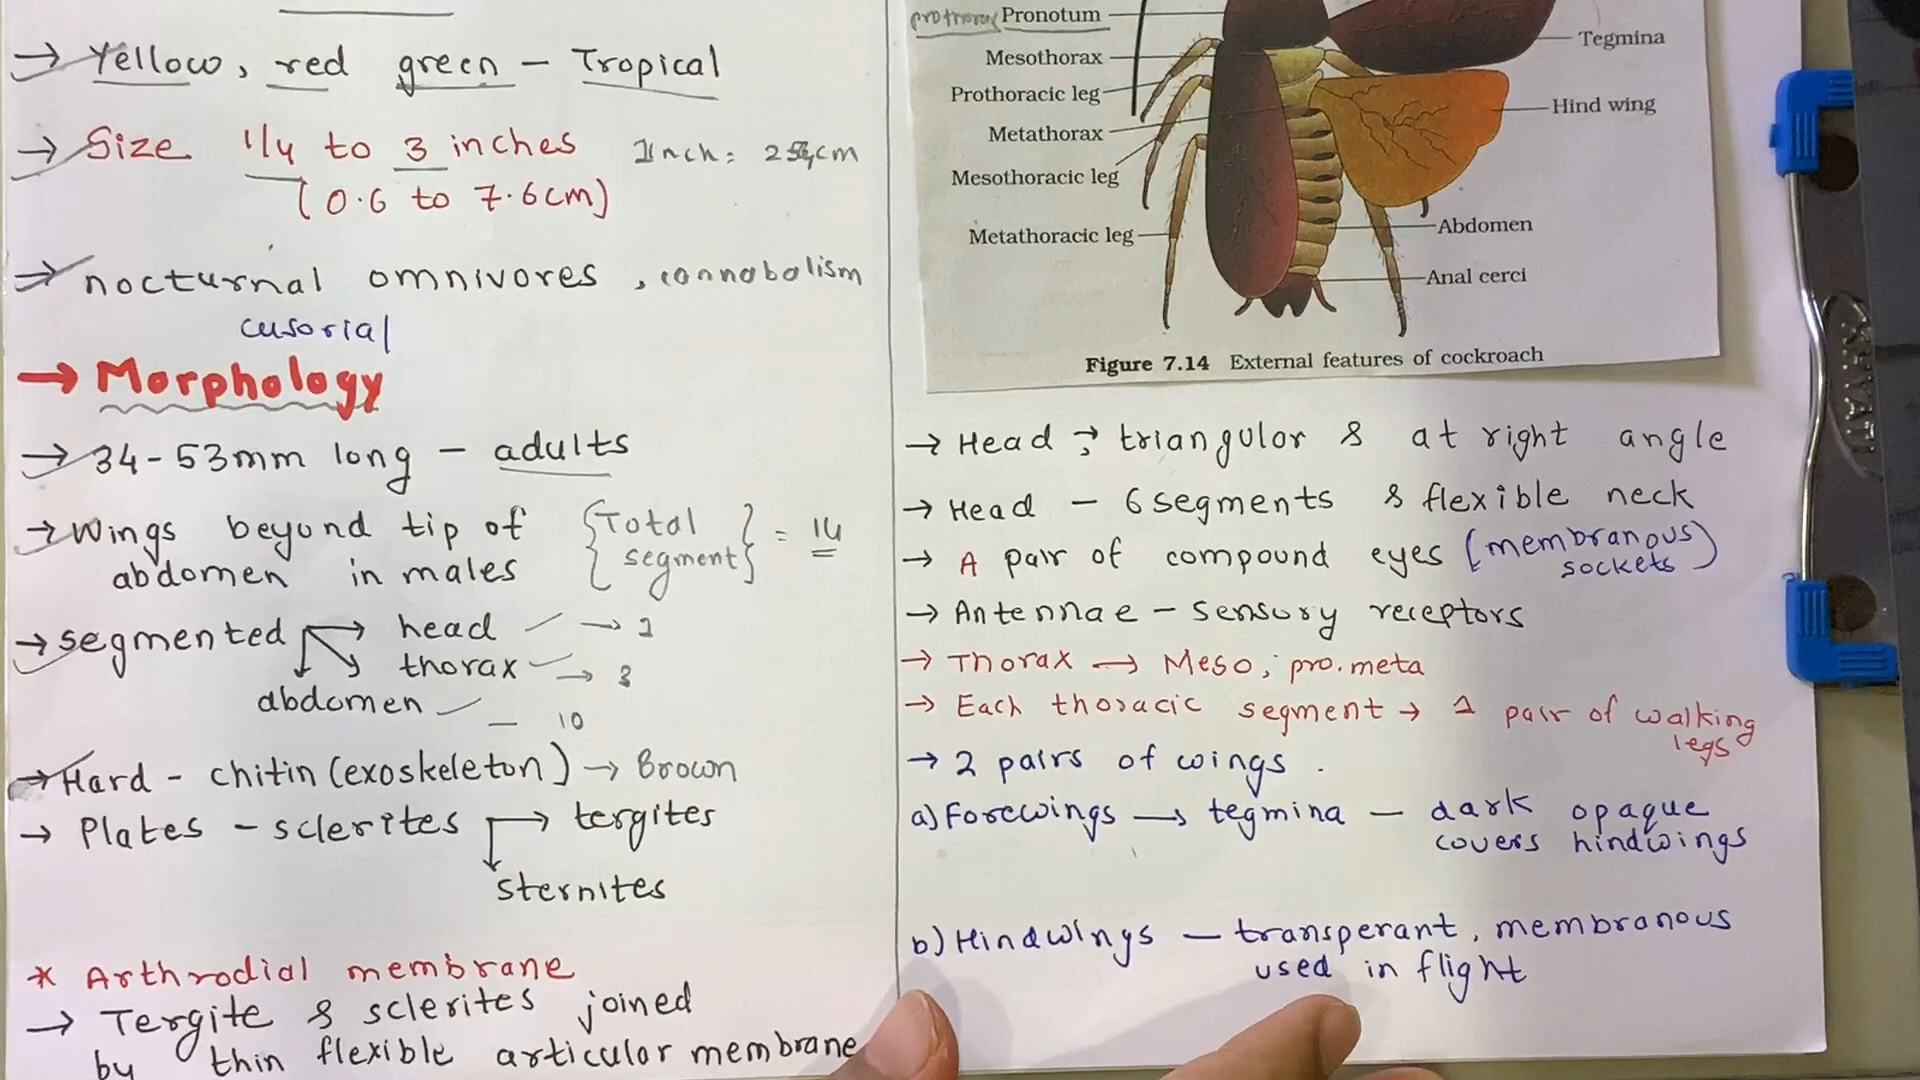 → Yellow, red green - Tropical
→ Size 1/4 to 3 inches 1Inch = cm
(0.6 to 7.6cm)
→ nocturnal omnivores, cannabolism
cusorial
→ Morphology
→ 34-53mm long - adults
→ Wings beyond tip of
abdomen in males {Total segment} = 14
→ segmented → head → 1
thorax → 3
abdomen - 10
→ Hard - chitin (exoskeleton) → Brown
→ Plates - sclerites → tergites
sternites
* Arthrodial membrane
→ Tergite & sclerites joined
by thin flexible articular membrane
prothorax Pronotum
Mesothorax
Prothoracic leg
Metathorax
Mesothoracic leg
Metathoracic leg
Tegmina
Hind wing
Abdomen
Anal cerci
Figure 7.14 External features of cockroach
→ Head → triangular & at right angle
→ Head - 6 segments & flexible neck
→ A pair of compound eyes (membranous
sockets)
→ Antennae - sensory receptors
→ Thorax → Meso, pro. meta
→ Each thoracic segment → 1 pair of walking
legs
→ 2 pairs of wings.
a) Forewings → tegmina - dark opaque
covers hindwings
b) Hindwings - transperant, membranous
used in flight
KHYATI